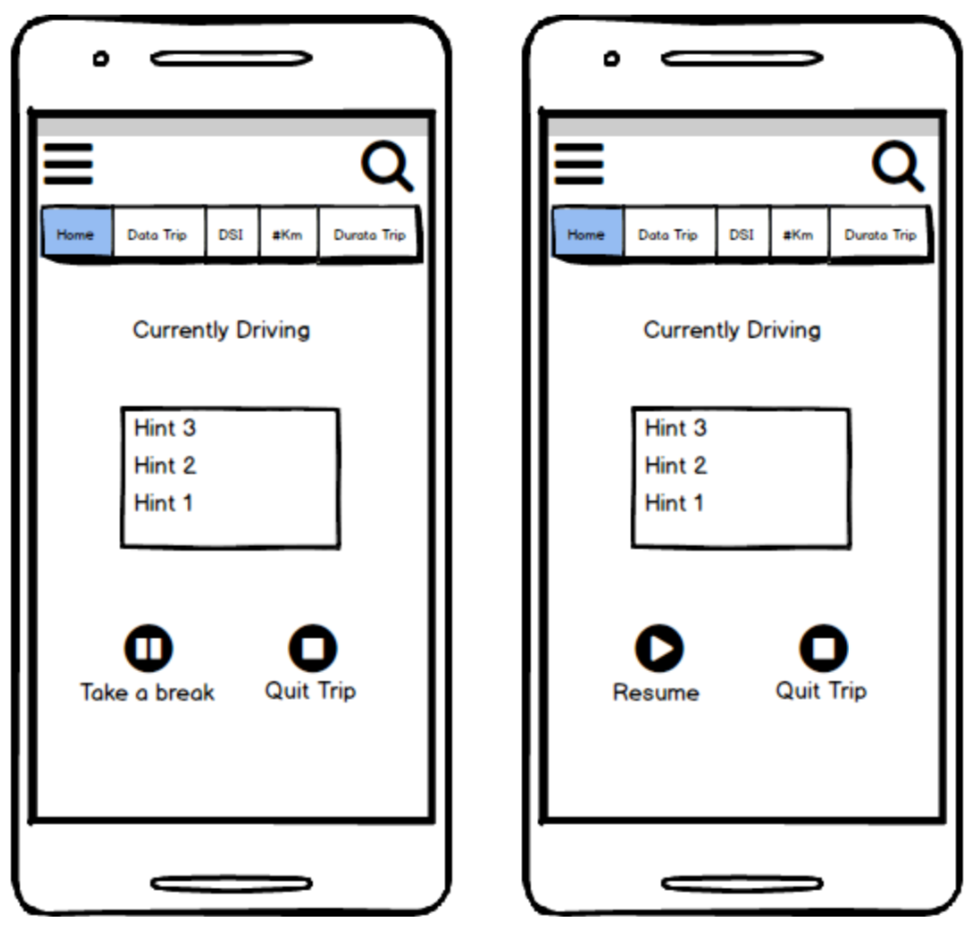 Home Data Trip DSI #Km Durata Trip
Currently Driving
Hint 3
Hint 2
Hint 1
Take a break Quit Trip
Home Data Trip DSI #Km Durata Trip
Currently Driving
Hint 3
Hint 2
Hint 1
Resume Quit Trip